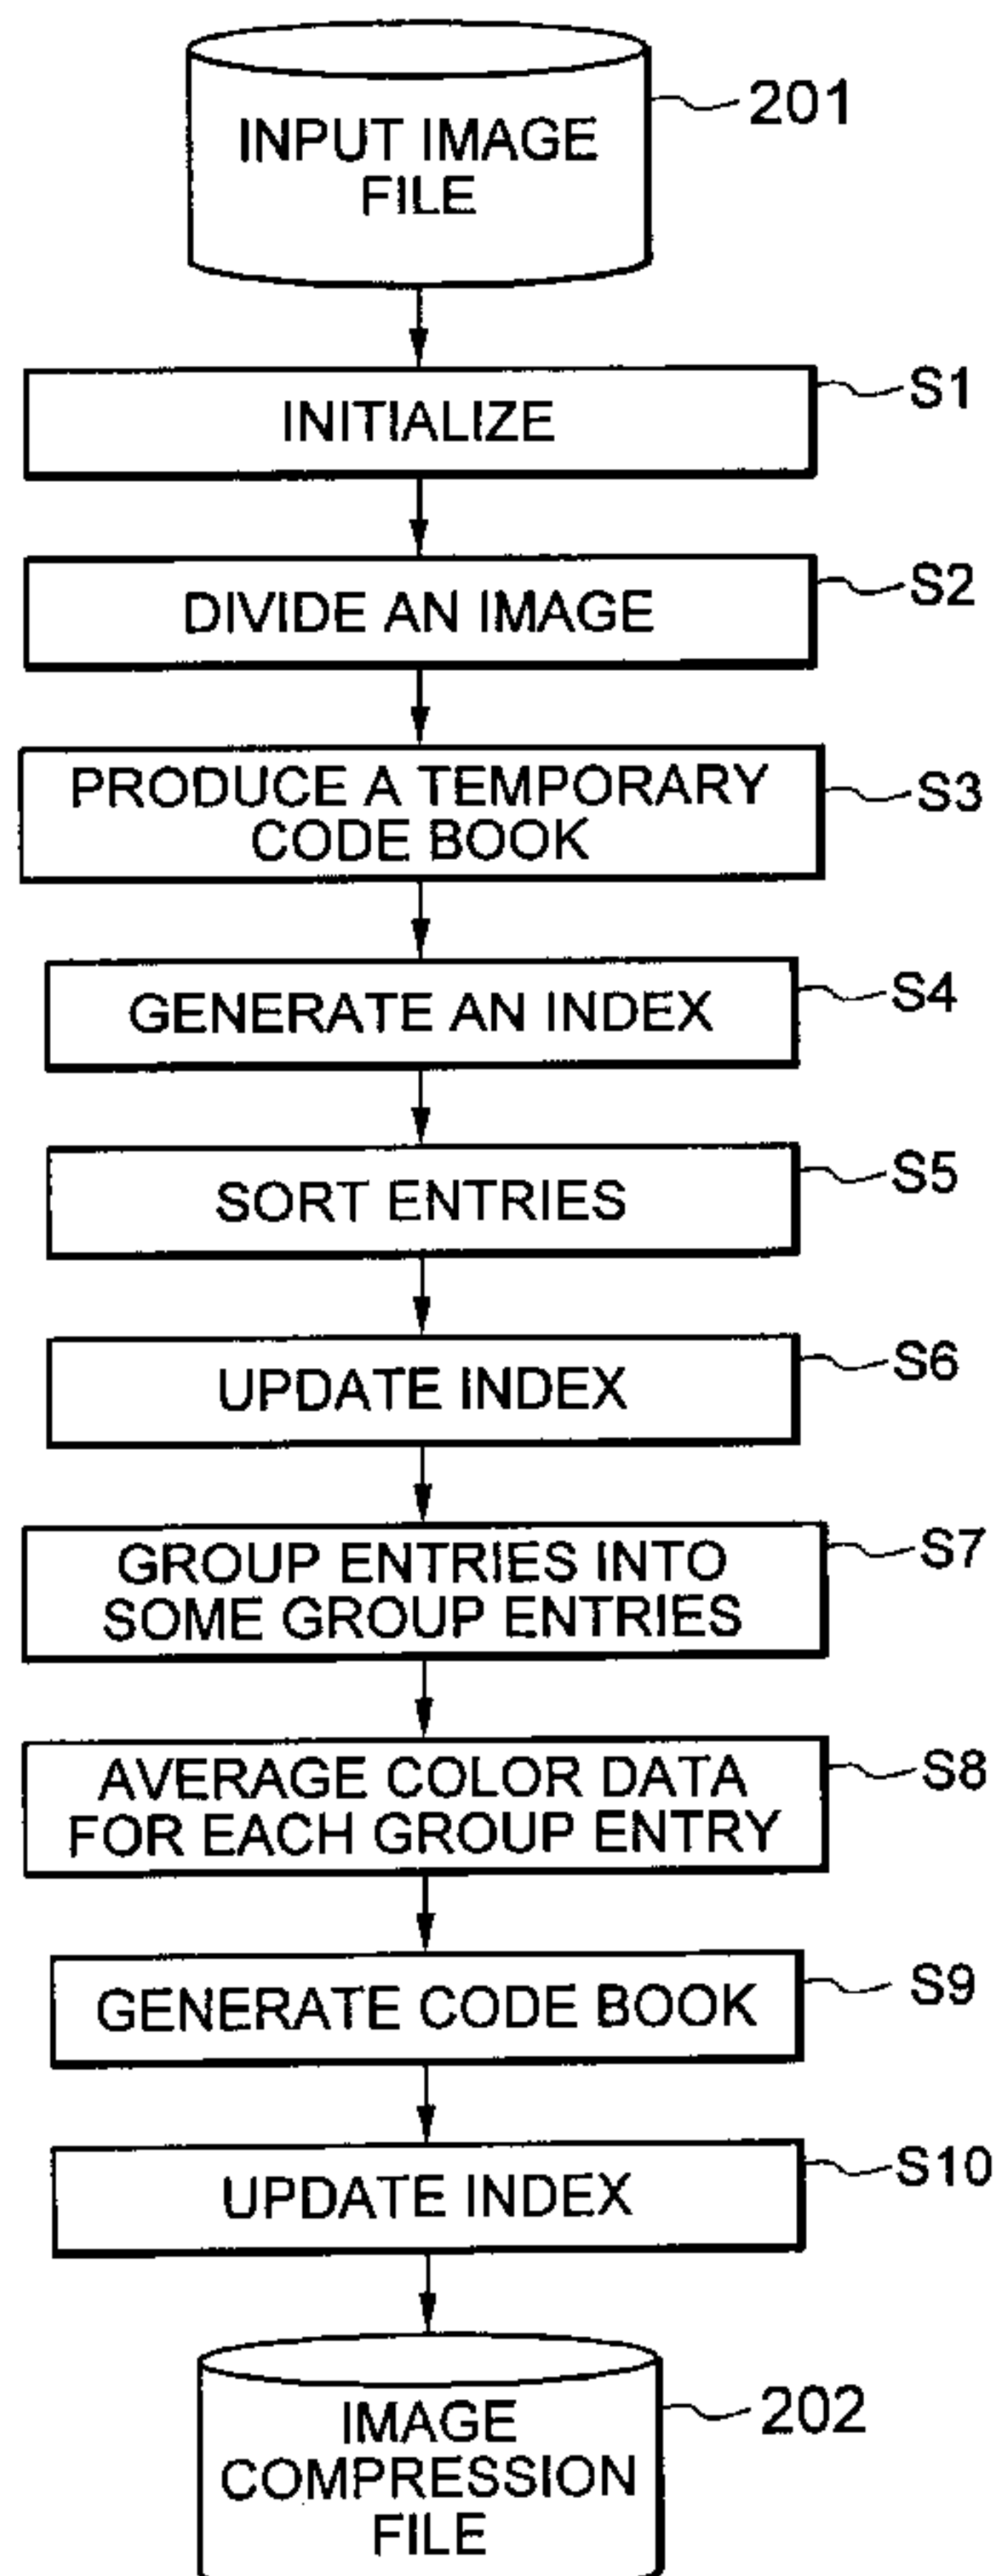 INPUT IMAGE
FILE
201
INITIALIZE
S1
DIVIDE AN IMAGE
S2
PRODUCE A TEMPORARY
CODE BOOK
S3
GENERATE AN INDEX
S4
SORT ENTRIES
S5
UPDATE INDEX
S6
GROUP ENTRIES INTO
SOME GROUP ENTRIES
S7
AVERAGE COLOR DATA
FOR EACH GROUP ENTRY
S8
GENERATE CODE BOOK
S9
UPDATE INDEX
S10
IMAGE
COMPRESSION
FILE
202